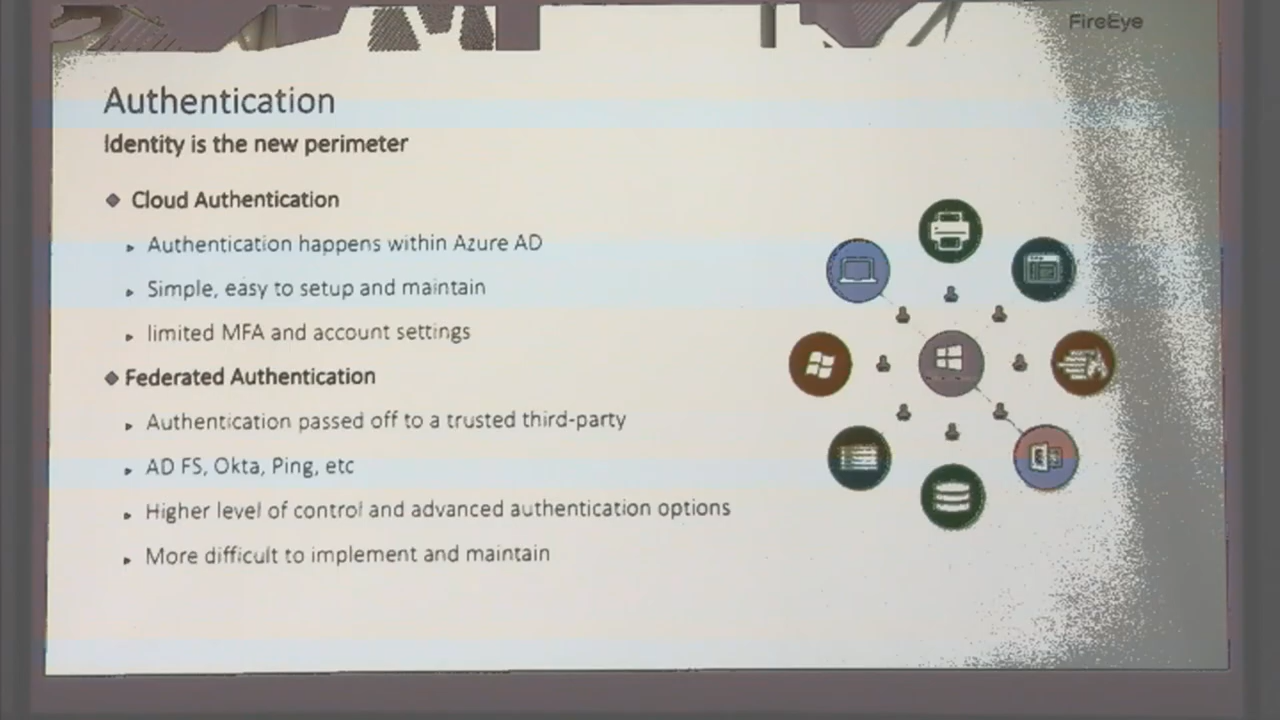 FireEye
Authentication
Identity is the new perimeter
Cloud Authentication
Authentication happens within Azure AD
Simple, easy to setup and maintain
limited MFA and account settings
Federated Authentication
Authentication passed off to a trusted third-party
AD FS, Okta, Ping, etc
Higher level of control and advanced authentication options
More difficult to implement and maintain